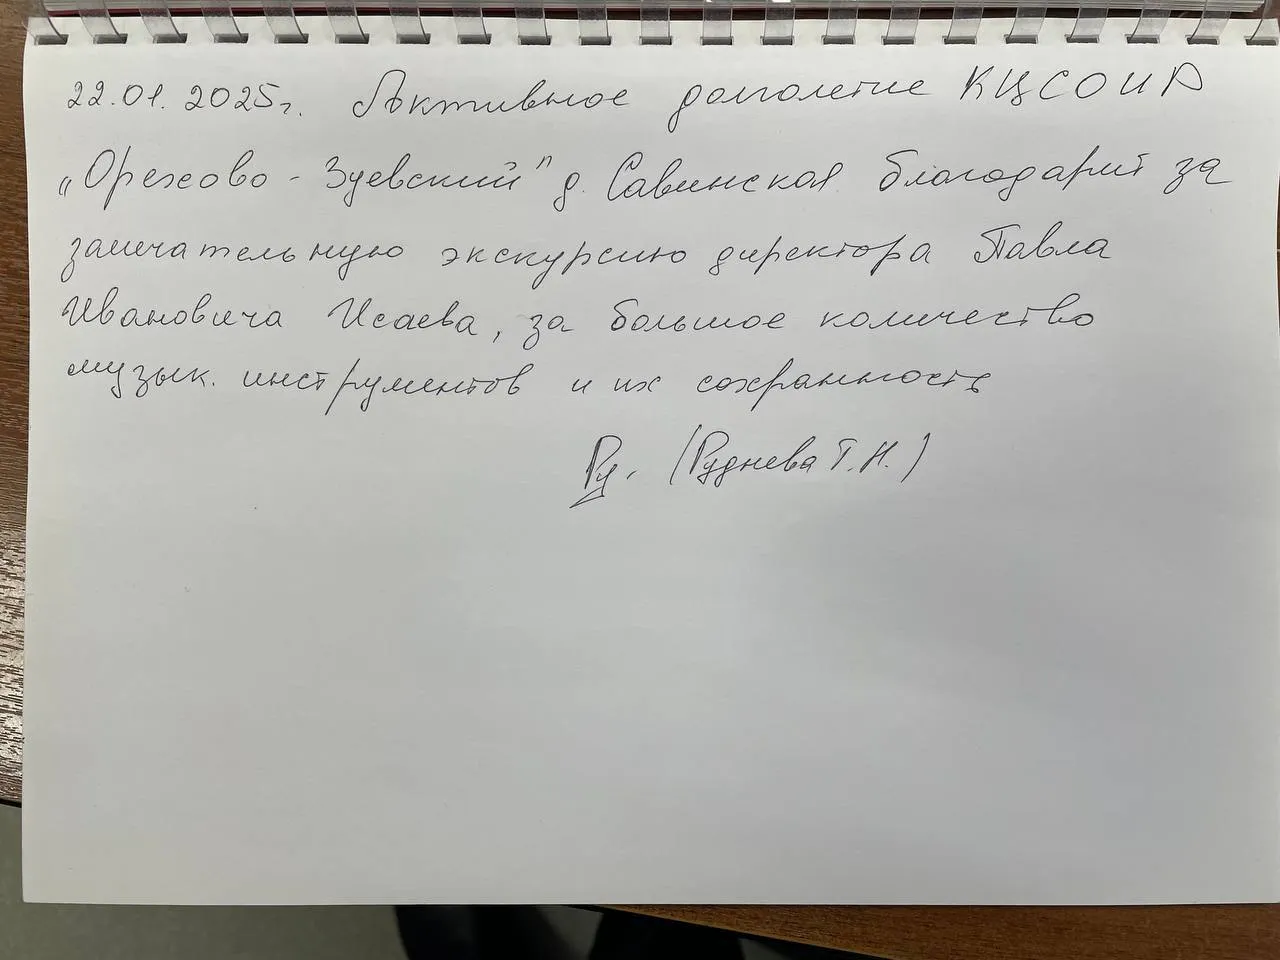 22.01.2025г. Активное долголетие КЦСОИР
„Орехово-Зуевский" д. Савинская благодарит за
замечательную экскурсию директора Павла
Ивановича Исаева, за большое количество
музык. инструментов и их сохранность
Ру. (Руднева Т.Н.)